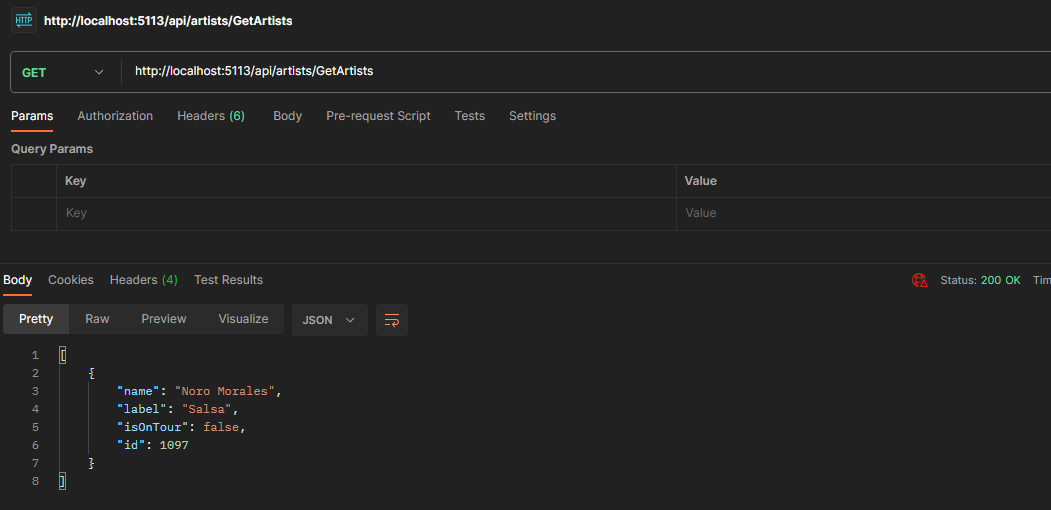 HTTP http://localhost:5113/api/artists/GetArtists
GET http://localhost:5113/api/artists/GetArtists
Params Authorization Headers (6) Body Pre-request Script Tests Settings
Query Params
Key Value
Key Value
Body Cookies Headers (4) Test Results Status: 200 OK Tim
Pretty Raw Preview Visualize JSON
1 [
2 {
3 "name": "Noro Morales",
4 "label": "Salsa",
5 "isOnTour": false,
6 "id": 1097
7 }
8 ]